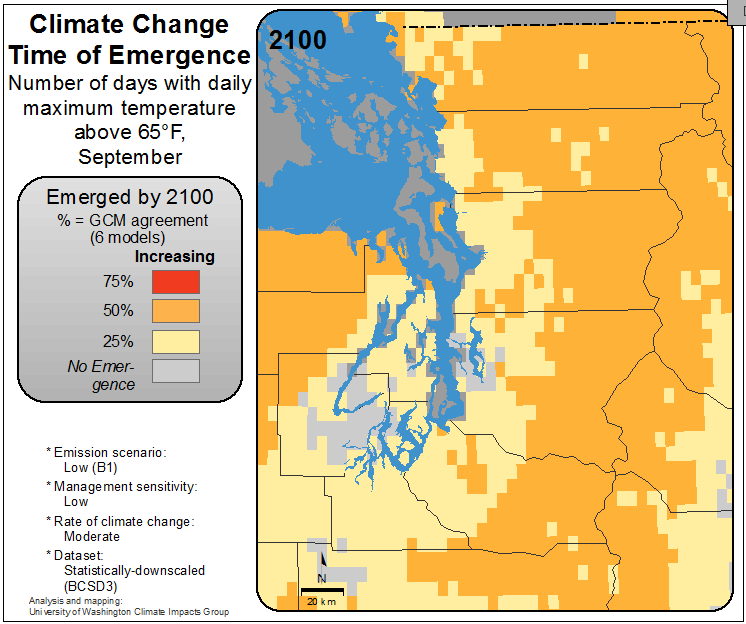 Climate Change
Time of Emergence
Number of days with daily
maximum temperature
above 65°F,
September
Emerged by 2100
% = GCM agreement
(6 models)
Increasing
75%
50%
25%
No Emer-
gence
* Emission scenario:
Low (B1)
* Management sensitivity:
Low
* Rate of climate change:
Moderate
* Dataset:
Statistically-downscaled
(BCSD3)
Analysis and mapping:
University of Washington Climate Impacts Group
2100
N
20 km